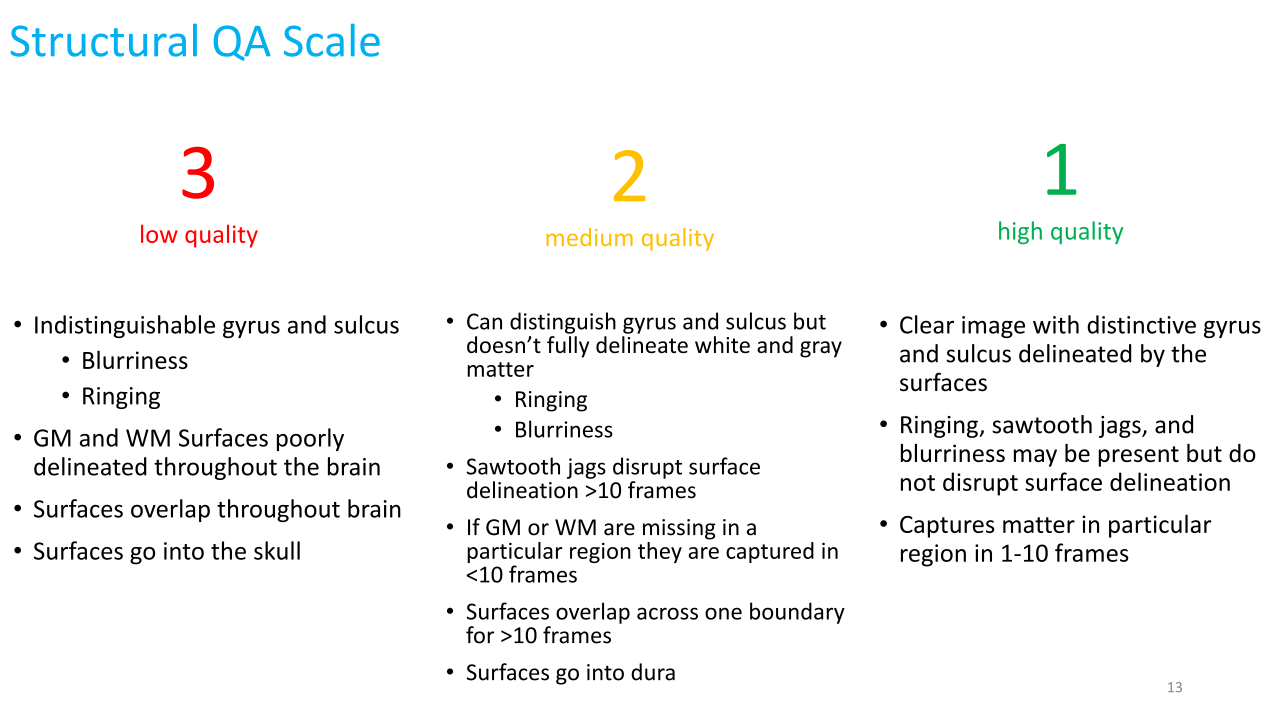 Structural QA Scale
3
low quality
• Indistinguishable gyrus and sulcus
• Blurriness
• Ringing
• GM and WM Surfaces poorly
delineated throughout the brain
• Surfaces overlap throughout brain
• Surfaces go into the skull
2
medium quality
• Can distinguish gyrus and sulcus but
doesn’t fully delineate white and gray
matter
• Ringing
• Blurriness
• Sawtooth jags disrupt surface
delineation >10 frames
• If GM or WM are missing in a
particular region they are captured in
<10 frames
• Surfaces overlap across one boundary
for >10 frames
• Surfaces go into dura
1
high quality
• Clear image with distinctive gyrus
and sulcus delineated by the
surfaces
• Ringing, sawtooth jags, and
blurriness may be present but do
not disrupt surface delineation
• Captures matter in particular
region in 1-10 frames
13